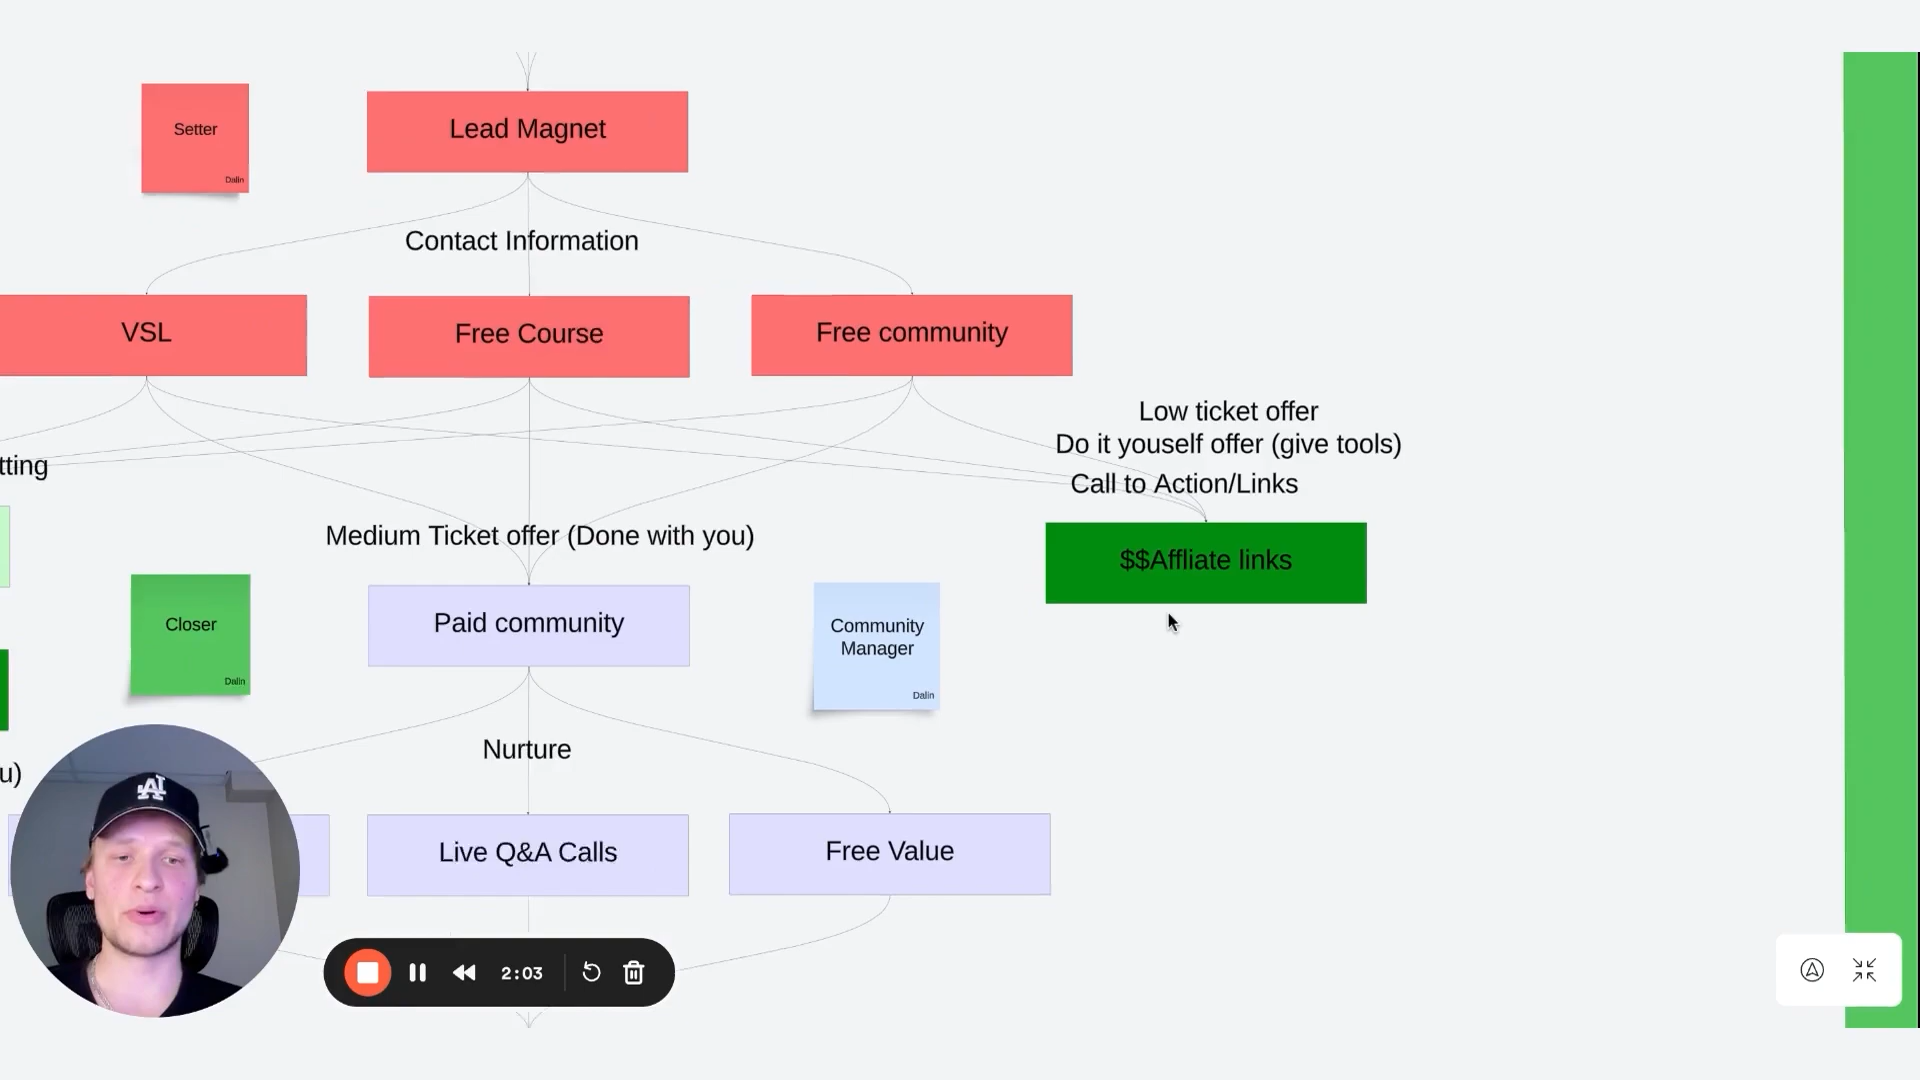 Setter
Dalin
Lead Magnet
Contact Information
VSL
Free Course
Free community
Low ticket offer
Do it youself offer (give tools)
Call to Action/Links
tting
$$Affliate links
Medium Ticket offer (Done with you)
Closer
Dalin
Paid community
Community
Manager
Dalin
Nurture
u)
Live Q&A Calls
Free Value
2:03